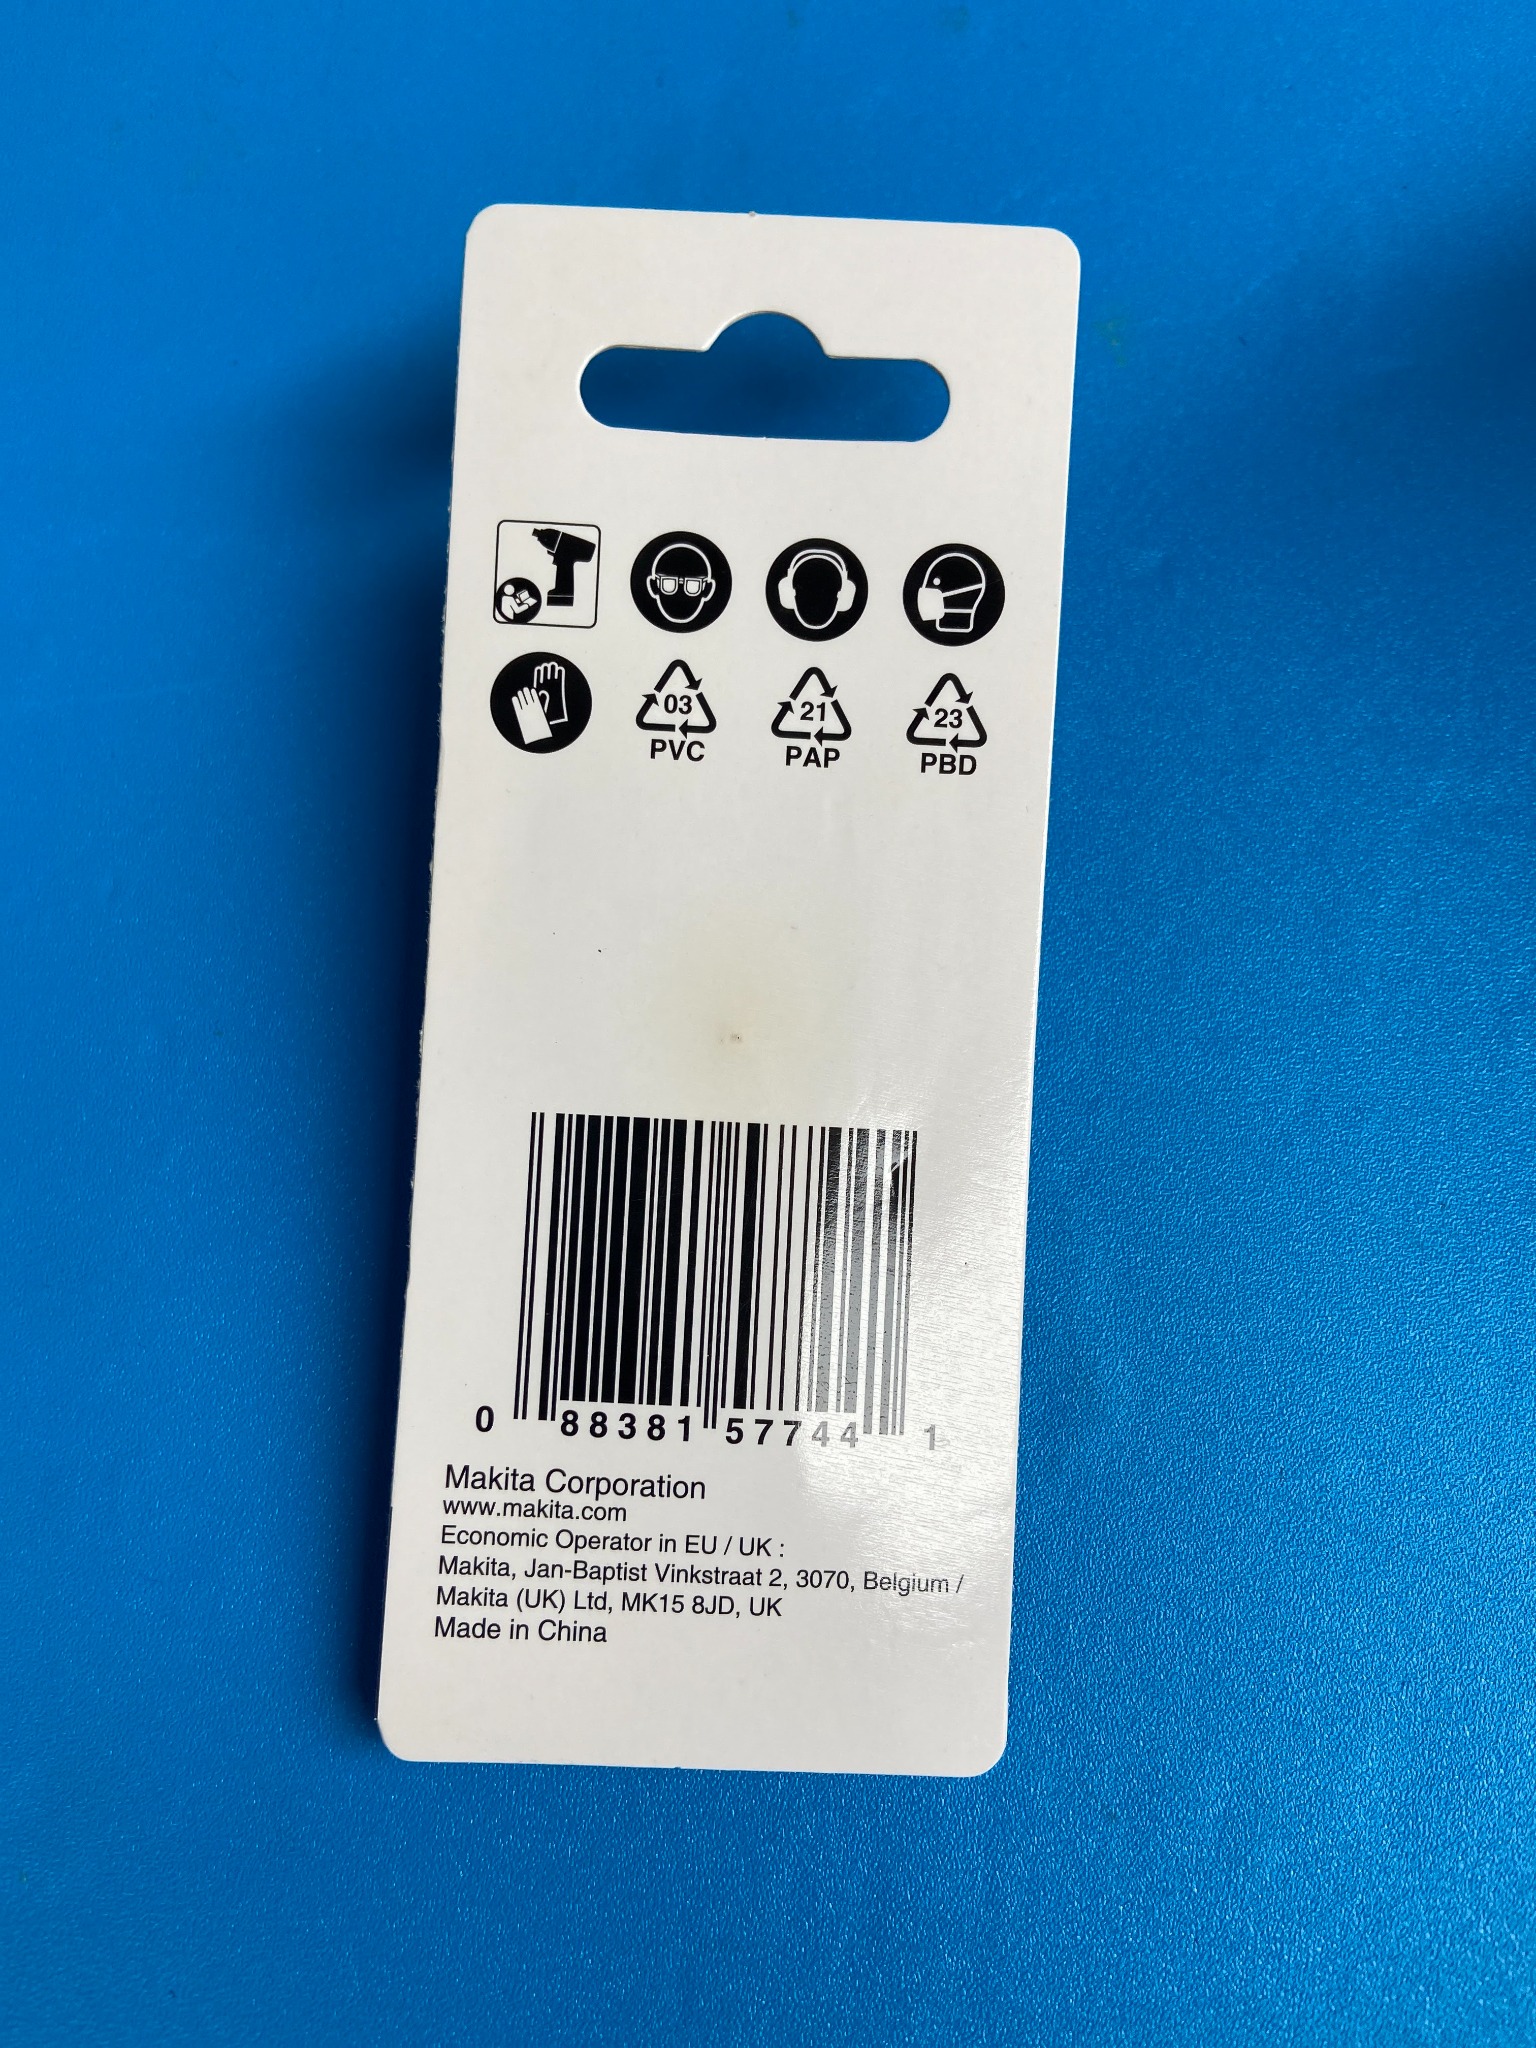 03 21 23
PVC PAP PBD
0 88381 57744 1
Makita Corporation
www.makita.com
Economic Operator in EU / UK :
Makita, Jan-Baptist Vinkstraat 2, 3070, Belgium /
Makita (UK) Ltd, MK15 8JD, UK
Made in China